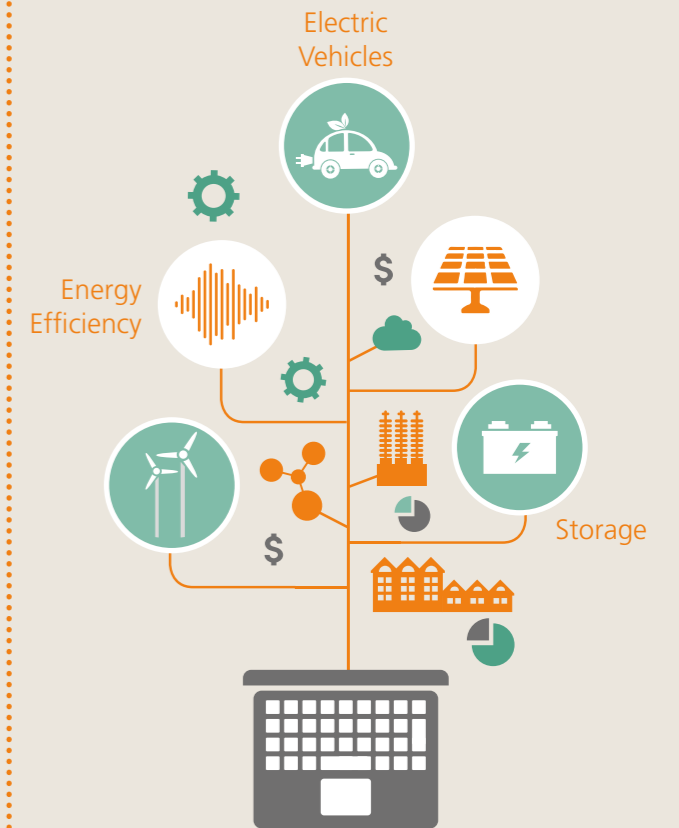 Electric
Vehicles
$
Energy
Efficiency
$
Storage